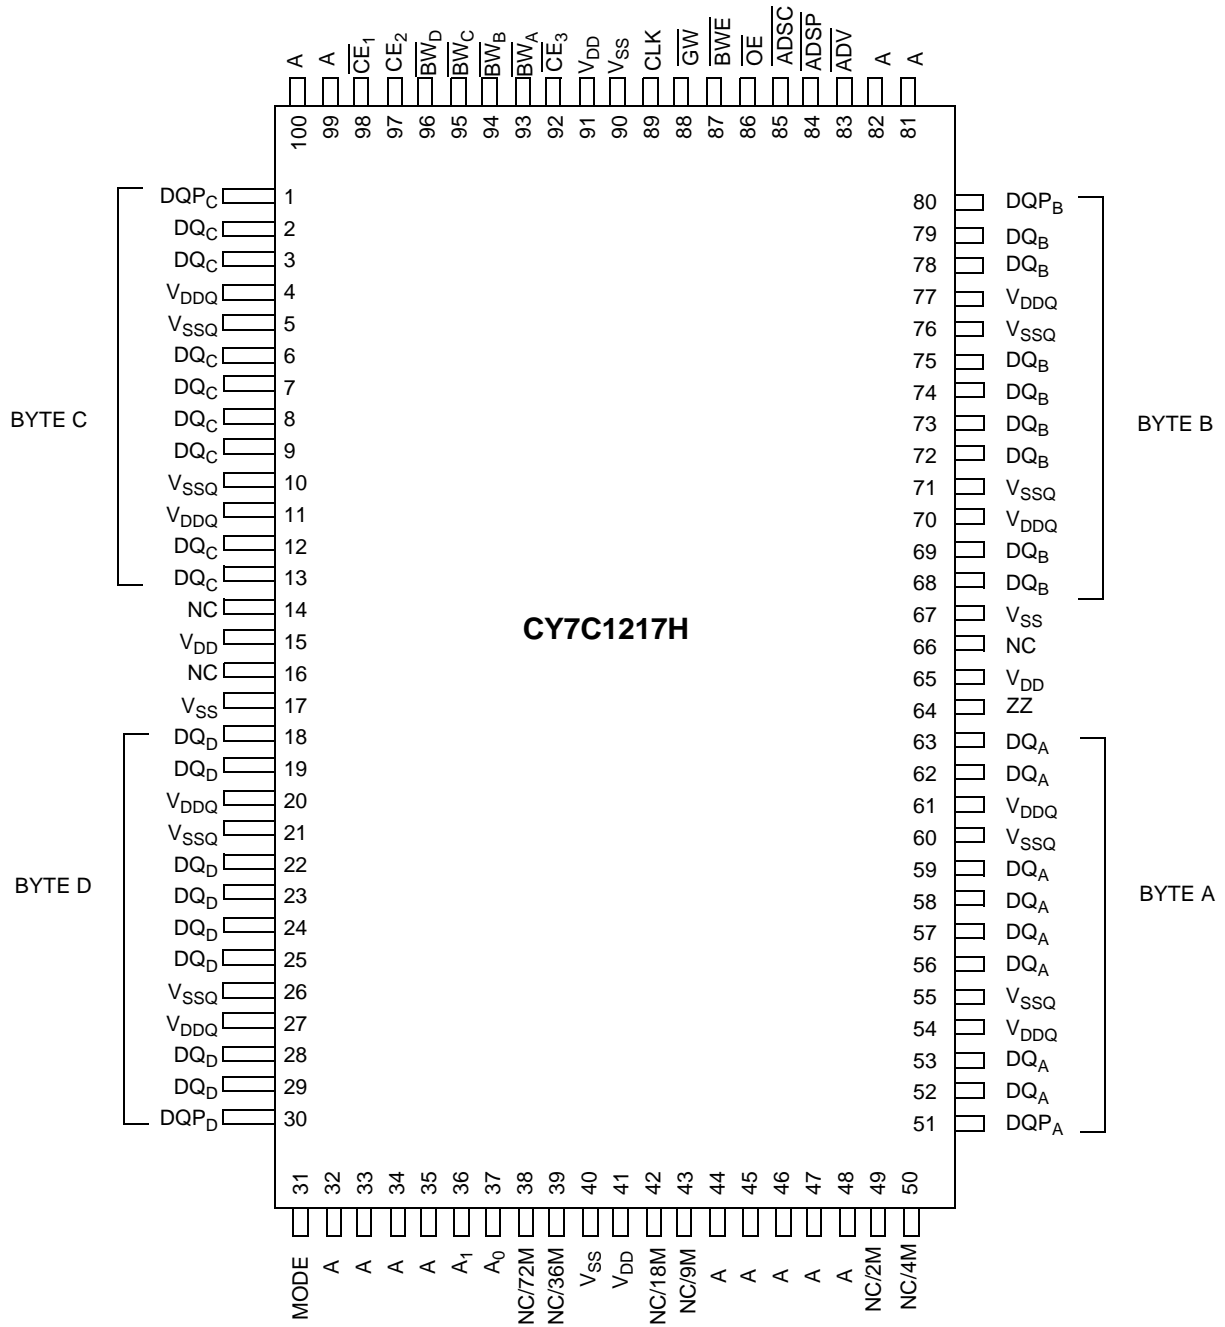 A
A
CE1
CE2
BWD
BWC
BWB
BWA
CE3
VDD
VSS
CLK
GW
BWE
OE
ADSC
ADSP
ADV
A
A
100
99
98
97
96
95
94
93
92
91
90
89
88
87
86
85
84
83
82
81
BYTE C
DQPC 1
DQC 2
DQC 3
VDDQ 4
VSSQ 5
DQC 6
DQC 7
DQC 8
DQC 9
VSSQ 10
VDDQ 11
DQC 12
DQC 13
NC 14
VDD 15
NC 16
VSS 17
BYTE D
DQD 18
DQD 19
VDDQ 20
VSSQ 21
DQD 22
DQD 23
DQD 24
DQD 25
VSSQ 26
VDDQ 27
DQD 28
DQD 29
DQPD 30
CY7C1217H
80 DQPB
79 DQB
78 DQB
77 VDDQ
76 VSSQ
75 DQB
74 DQB
73 DQB
72 DQB
71 VSSQ
70 VDDQ
69 DQB
68 DQB
BYTE B
67 VSS
66 NC
65 VDD
64 ZZ
63 DQA
62 DQA
61 VDDQ
60 VSSQ
59 DQA
58 DQA
57 DQA
56 DQA
55 VSSQ
54 VDDQ
53 DQA
52 DQA
51 DQPA
BYTE A
31
32
33
34
35
36
37
38
39
40
41
42
43
44
45
46
47
48
49
50
MODE
A
A
A
A
A1
A0
NC/72M
NC/36M
VSS
VDD
NC/18M
NC/9M
A
A
A
A
A
NC/2M
NC/4M